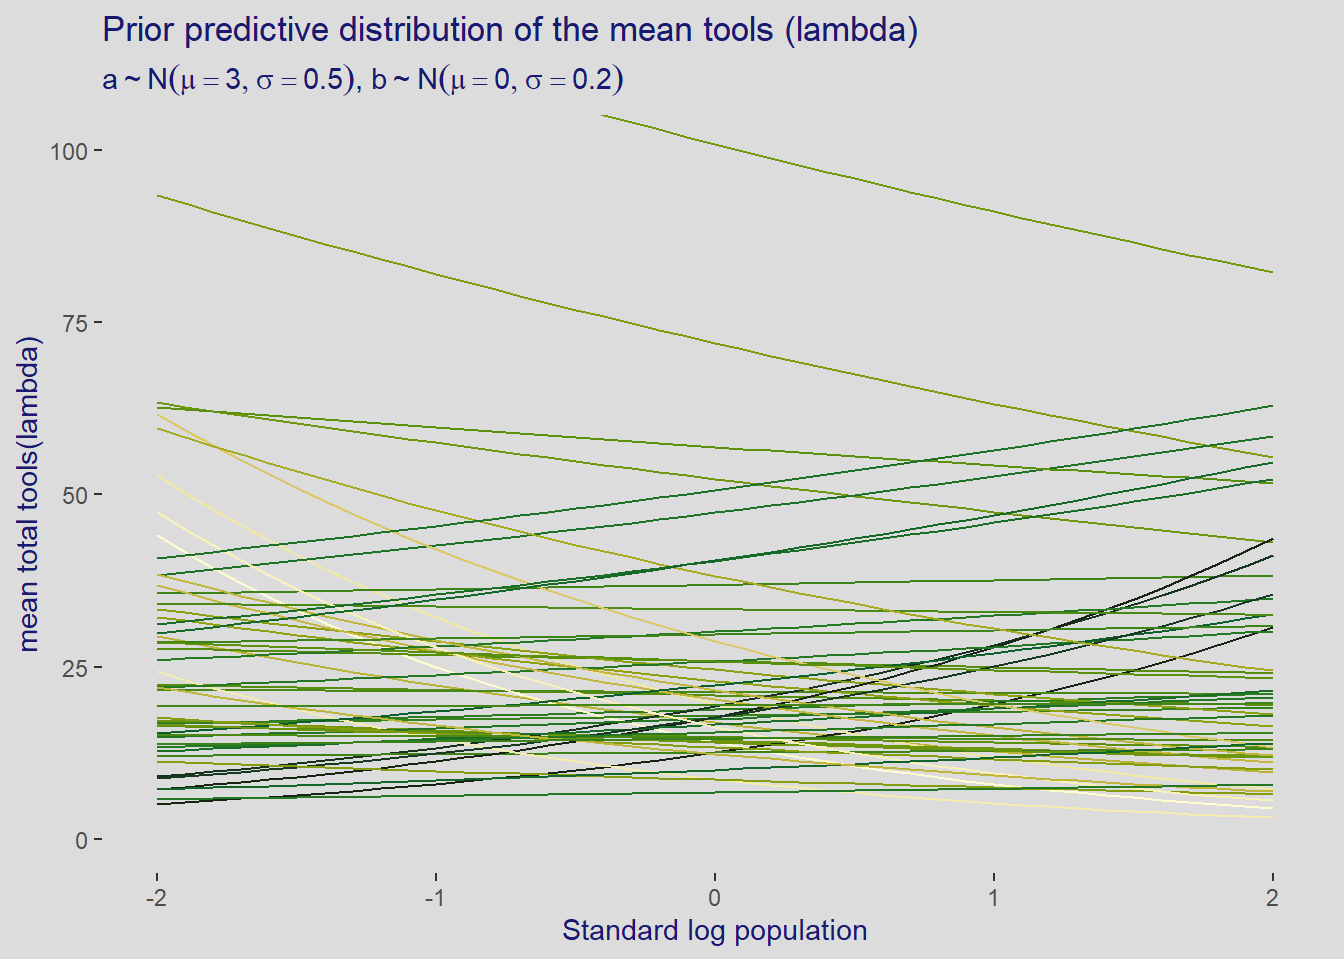 Prior predictive distribution of the mean tools (lambda)
a ~ N(μ = 3, σ = 0.5), b ~ N(μ = 0, σ = 0.2)
100
75
50
25
0
mean total tools(lambda)
-2 -1 0 1 2
Standard log population